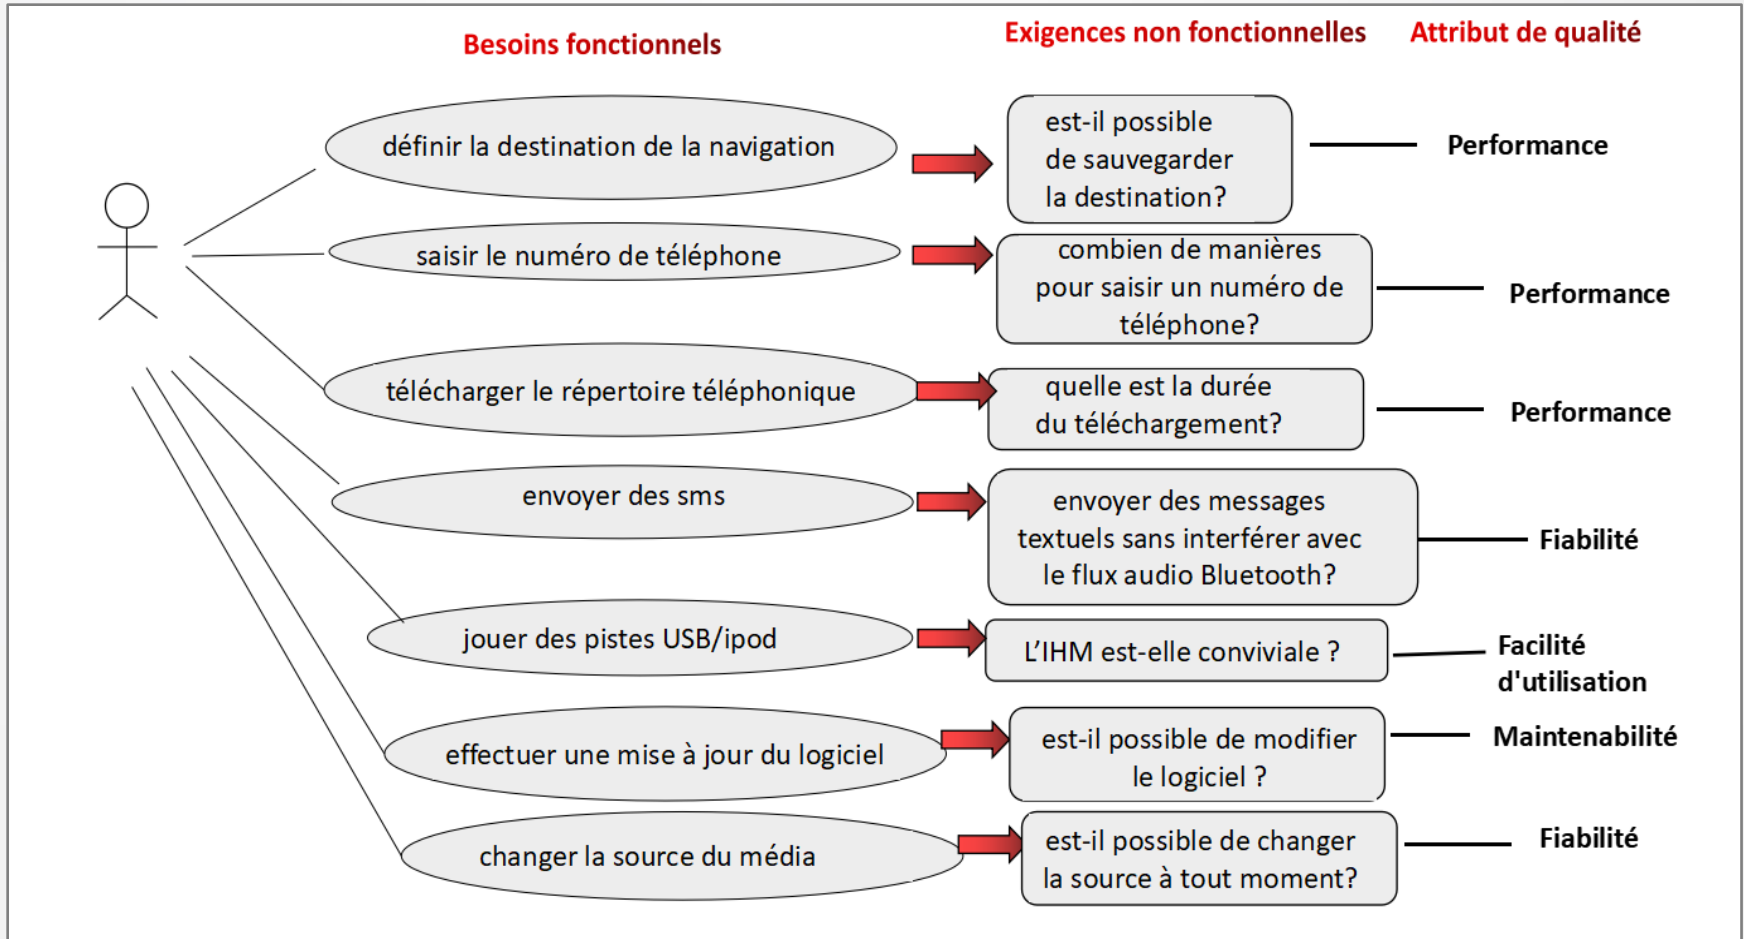 Besoins fonctionnels
Exigences non fonctionnelles
Attribut de qualité
définir la destination de la navigation
est-il possible
de sauvegarder
la destination?
Performance
saisir le numéro de téléphone
combien de manières
pour saisir un numéro de
téléphone?
Performance
télécharger le répertoire téléphonique
quelle est la durée
du téléchargement?
Performance
envoyer des sms
envoyer des messages
textuels sans interférer avec
le flux audio Bluetooth?
Fiabilité
jouer des pistes USB/ipod
L’IHM est-elle conviviale ?
Facilité
d'utilisation
effectuer une mise à jour du logiciel
est-il possible de modifier
le logiciel ?
Maintenabilité
changer la source du média
est-il possible de changer
la source à tout moment?
Fiabilité